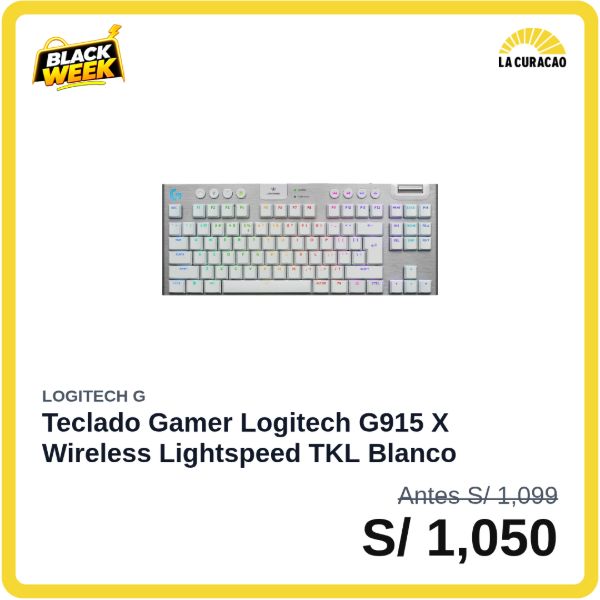 BLACK
WEEK
LA CURACAO
LOGITECH G
Teclado Gamer Logitech G915 X
Wireless Lightspeed TKL Blanco
Antes S/ 1,099
S/ 1,050